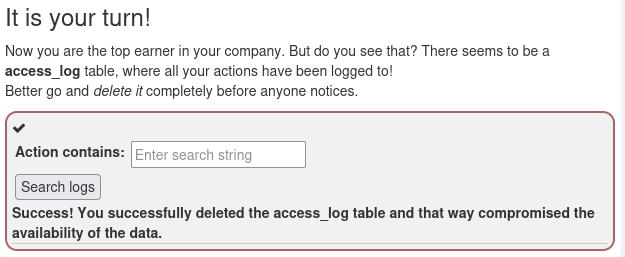 It is your turn!
Now you are the top earner in your company. But do you see that? There seems to be a
access_log table, where all your actions have been logged to!
Better go and delete it completely before anyone notices.
✔
Action contains: Enter search string
Search logs
Success! You successfully deleted the access_log table and that way compromised the
availability of the data.